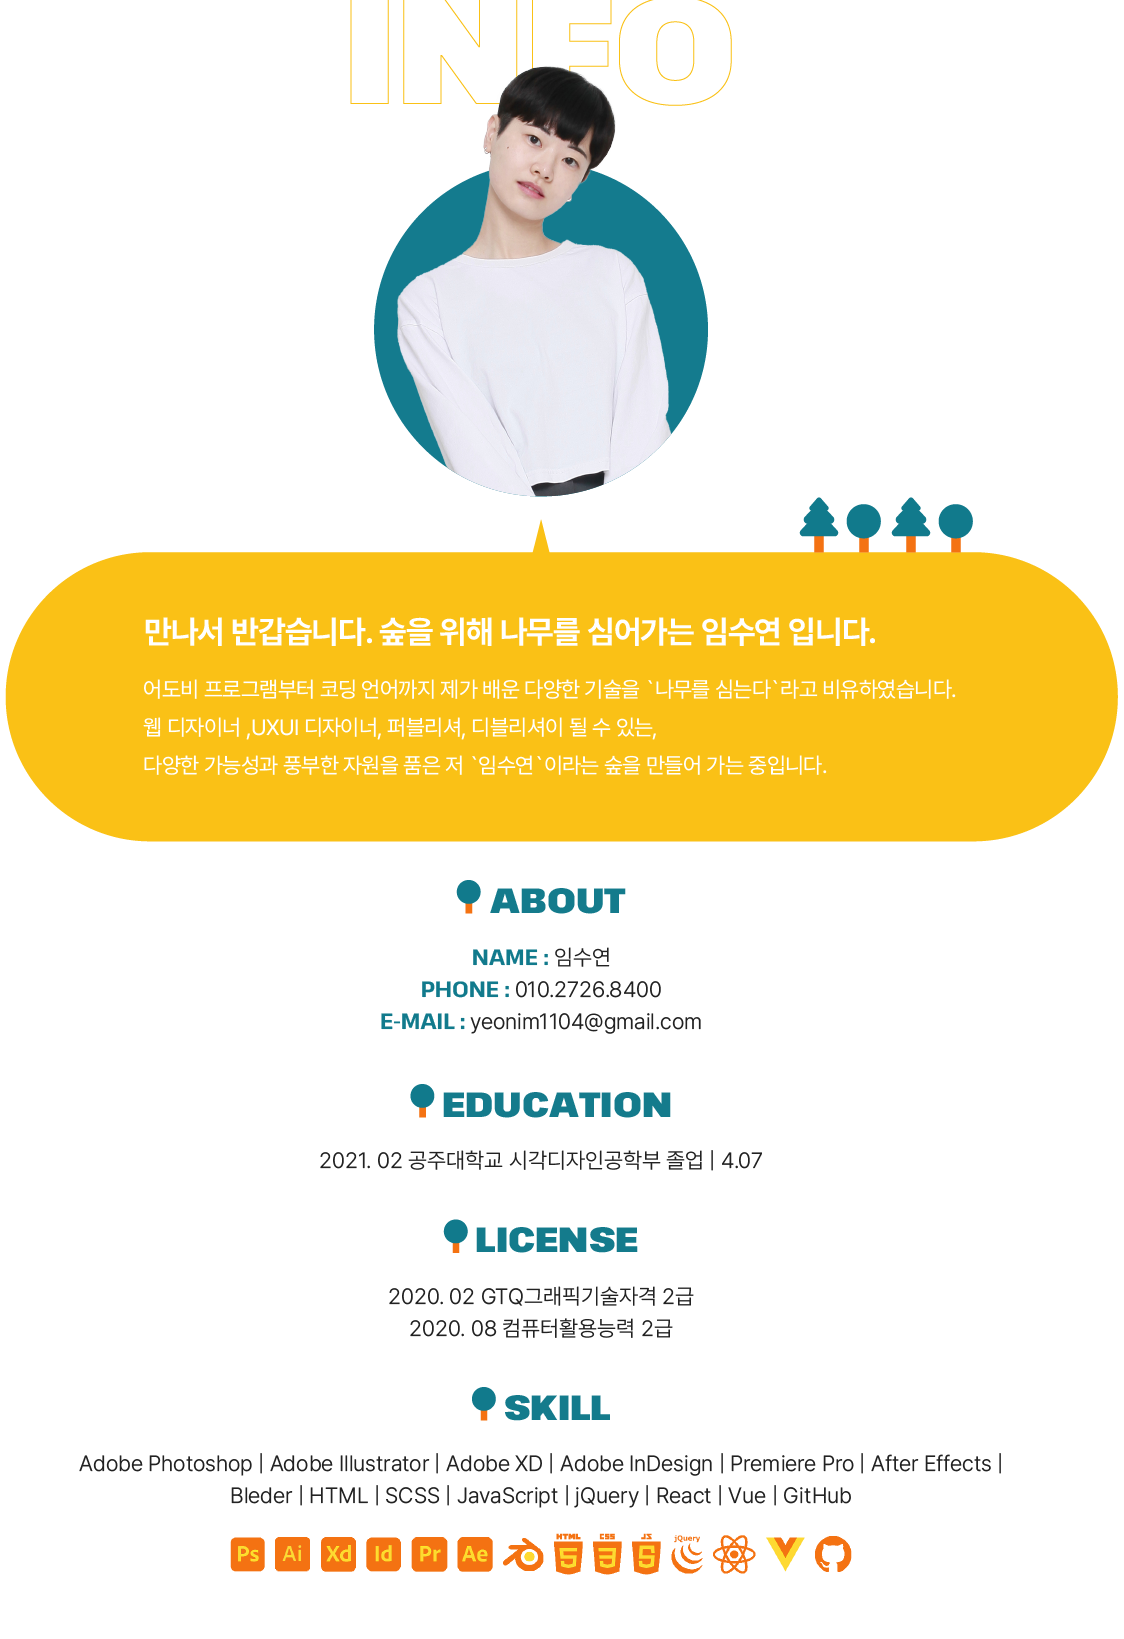 INFO
만나서 반갑습니다. 숲을 위해 나무를 심어가는 임수연 입니다.
어도비 프로그램부터 코딩 언어까지 제가 배운 다양한 기술을 `나무를 심는다`라고 비유하였습니다.
웹 디자이너 ,UXUI 디자이너, 퍼블리셔, 디블리셔이 될 수 있는,
다양한 가능성과 풍부한 자원을 품은 저 `임수연`이라는 숲을 만들어 가는 중입니다.
ABOUT
NAME : 임수연
PHONE : 010.2726.8400
E-MAIL : yeonim1104@gmail.com
EDUCATION
2021. 02 공주대학교 시각디자인공학부 졸업 | 4.07
LICENSE
2020. 02 GTQ그래픽기술자격 2급
2020. 08 컴퓨터활용능력 2급
SKILL
Adobe Photoshop | Adobe Illustrator | Adobe XD | Adobe InDesign | Premiere Pro | After Effects |
Bleder | HTML | SCSS | JavaScript | jQuery | React | Vue | GitHub
Ps Ai Xd Id Pr Ae HTML 5 CSS 3 JS 5 jQuery